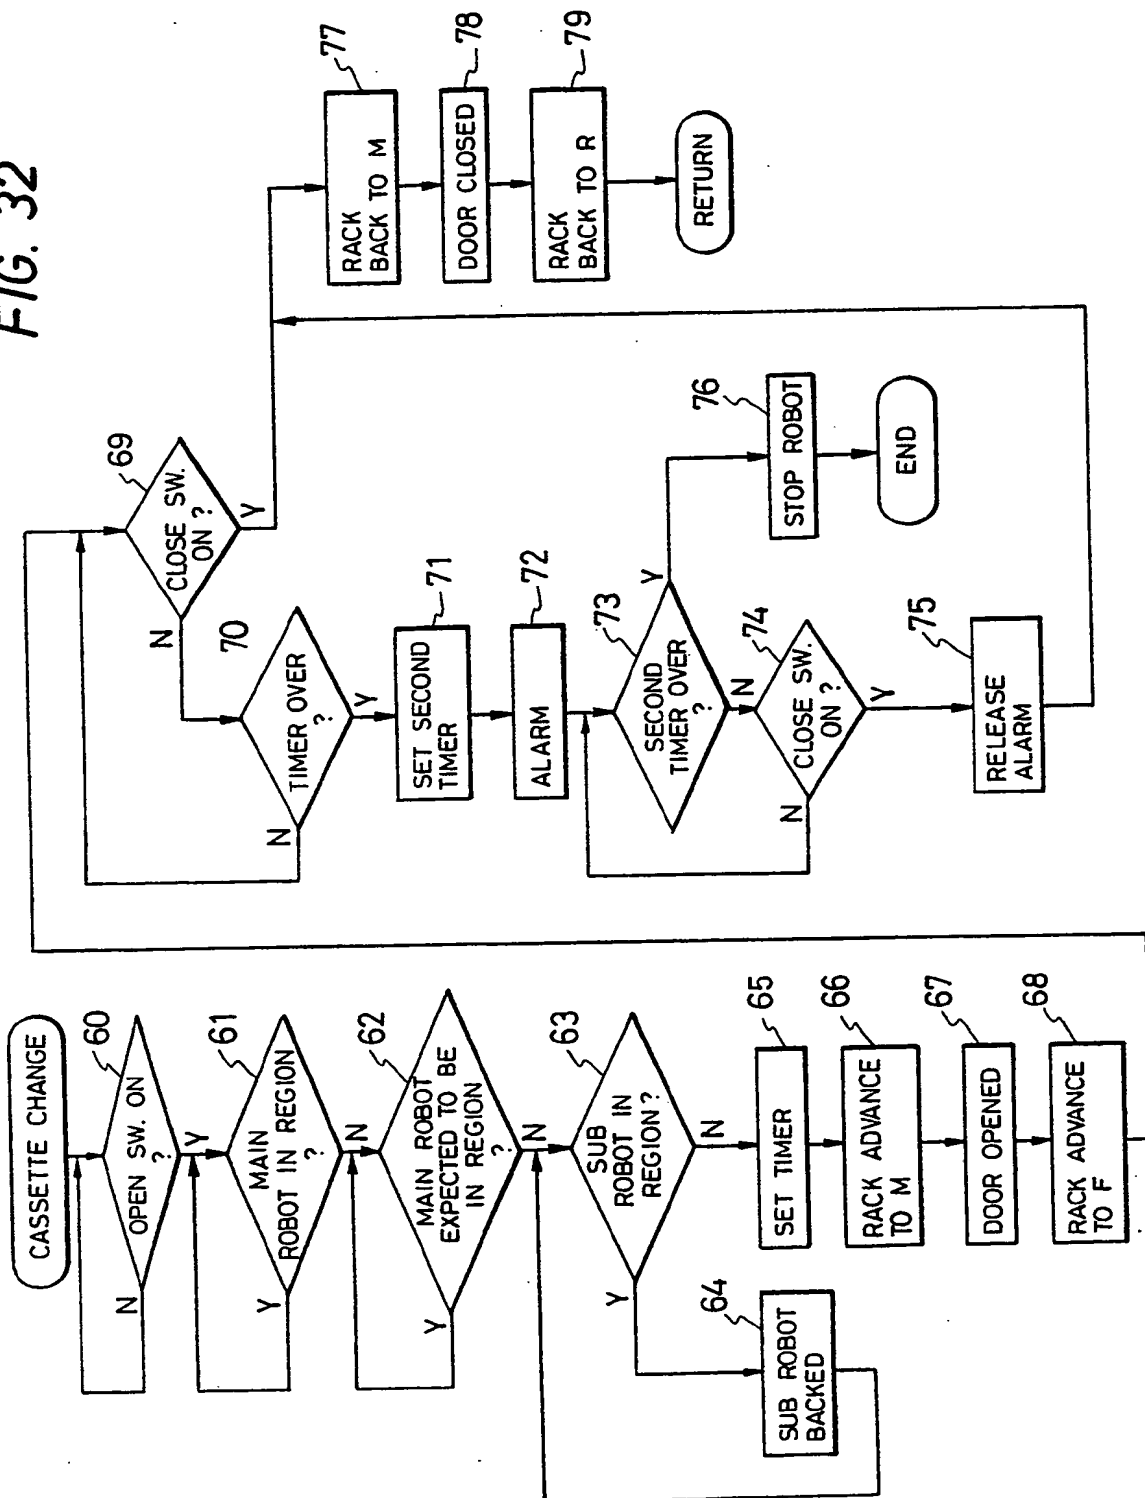 FIG. 32
CASSETTE CHANGE
60
OPEN SW. ON
?
N
Y
61
MAIN
ROBOT IN REGION
?
Y
N
62
MAIN ROBOT
EXPECTED TO BE
IN REGION
?
Y
N
63
SUB
ROBOT IN
REGION ?
Y
N
64
SUB ROBOT
BACKED
65
SET TIMER
66
RACK ADVANCE
TO M
67
DOOR OPENED
68
RACK ADVANCE
TO F
69
CLOSE SW.
ON ?
N
Y
70
TIMER OVER
?
N
Y
71
SET SECOND
TIMER
72
ALARM
73
SECOND
TIMER OVER
?
Y
N
74
CLOSE SW.
ON ?
N
Y
75
RELEASE
ALARM
76
STOP ROBOT
END
77
RACK
BACK TO M
78
DOOR CLOSED
79
RACK
BACK TO R
RETURN